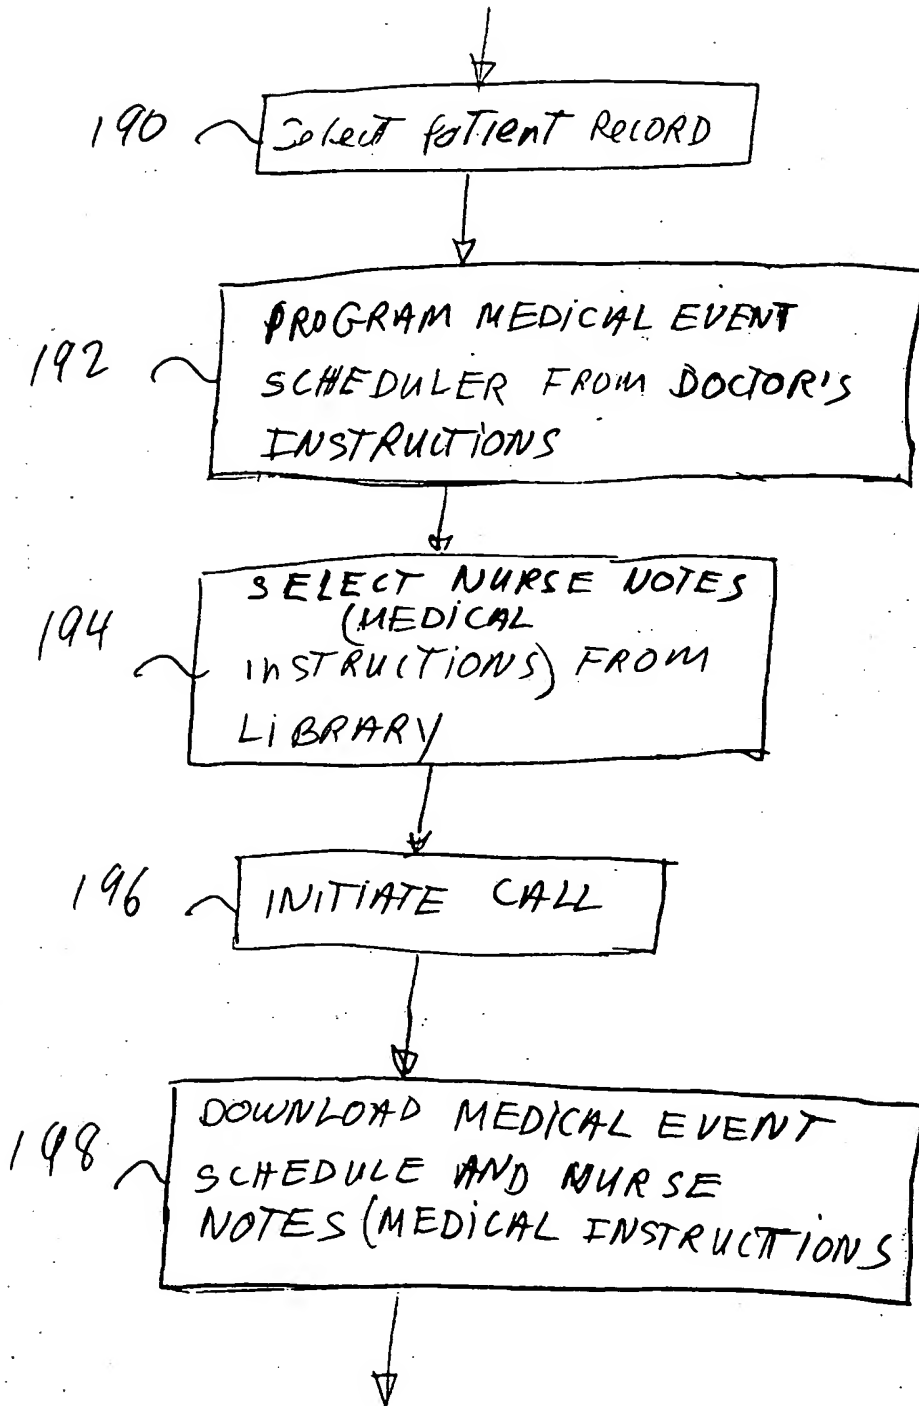 190 Select Patient RECORD
PROGRAM MEDICAL EVENT
192 SCHEDULER FROM DOCTOR'S
INSTRUCTIONS
SELECT NURSE NOTES
(MEDICAL
194 INSTRUCTIONS) FROM
LIBRARY
196 INITIATE CALL
DOWNLOAD MEDICAL EVENT
198 SCHEDULE AND NURSE
NOTES (MEDICAL INSTRUCTIONS